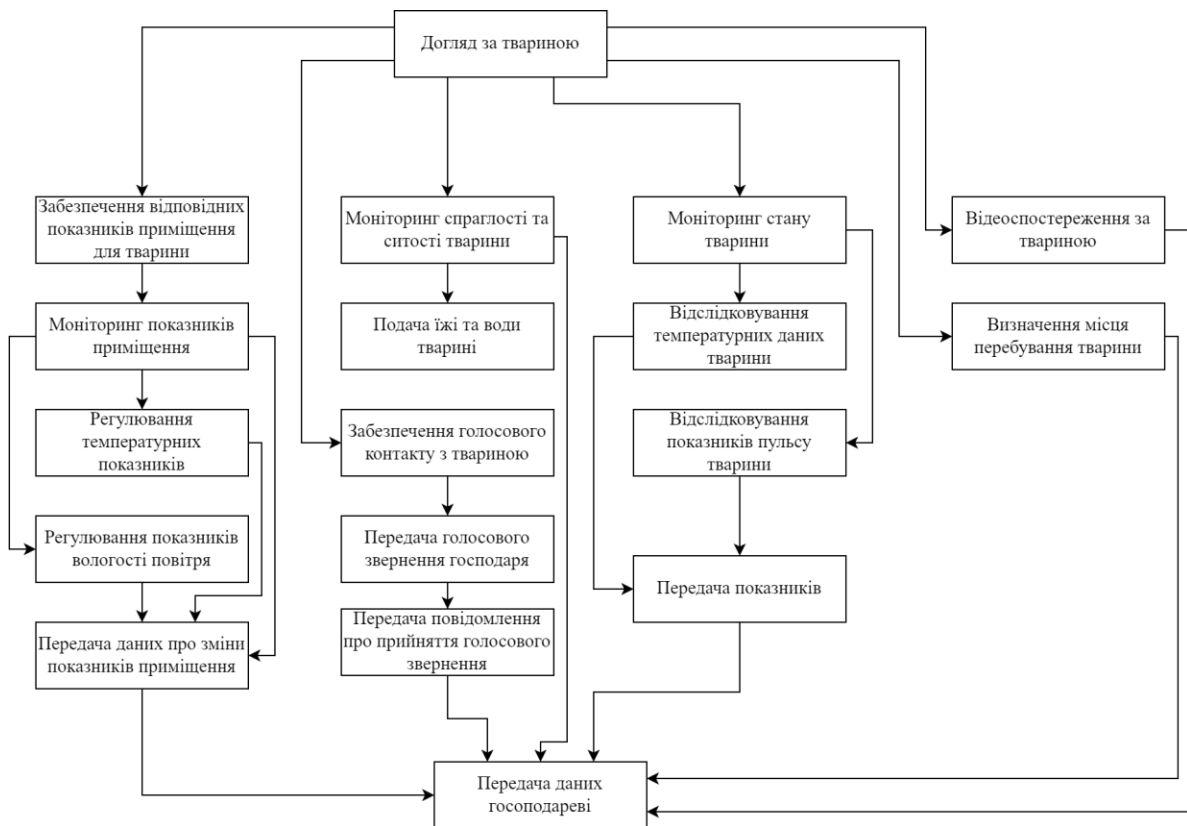 Догляд за твариною
Забезпечення відповідних
показників приміщення
для тварини
Моніторинг спраглості та
ситості тварини
Моніторинг стану
тварини
Відеоспостереження за
твариною
Моніторинг показників
приміщення
Подача їжі та води
тварині
Відслідковування
температурних даних
тварини
Визначення місця
перебування тварини
Регулювання
температурних
показників
Забезпечення голосового
контакту з твариною
Відслідковування
показників пульсу
тварини
Регулювання показників
вологості повітря
Передача голосового
звернення господаря
Передача показників
Передача даних про зміни
показників приміщення
Передача повідомлення
про прийняття голосового
звернення
Передача даних
госоподареві